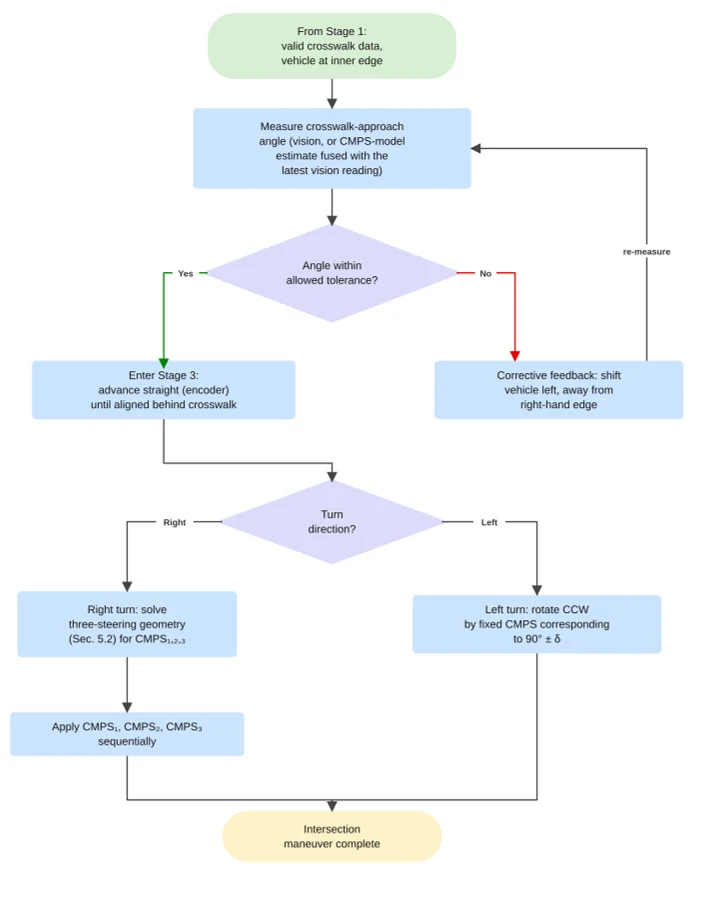 From Stage 1:
valid crosswalk data,
vehicle at inner edge
Measure crosswalk-approach
angle (vision, or CMPS-model
estimate fused with the
latest vision reading)
re-measure
Angle within
allowed tolerance?
Yes
No
Enter Stage 3:
advance straight (encoder)
until aligned behind crosswalk
Corrective feedback: shift
vehicle left, away from
right-hand edge
Turn
direction?
Right
Left
Right turn: solve
three-steering geometry
(Sec. 5.2) for CMPS₁,₂,₃
Left turn: rotate CCW
by fixed CMPS corresponding
to 90° ± δ
Apply CMPS₁, CMPS₂, CMPS₃
sequentially
Intersection
maneuver complete